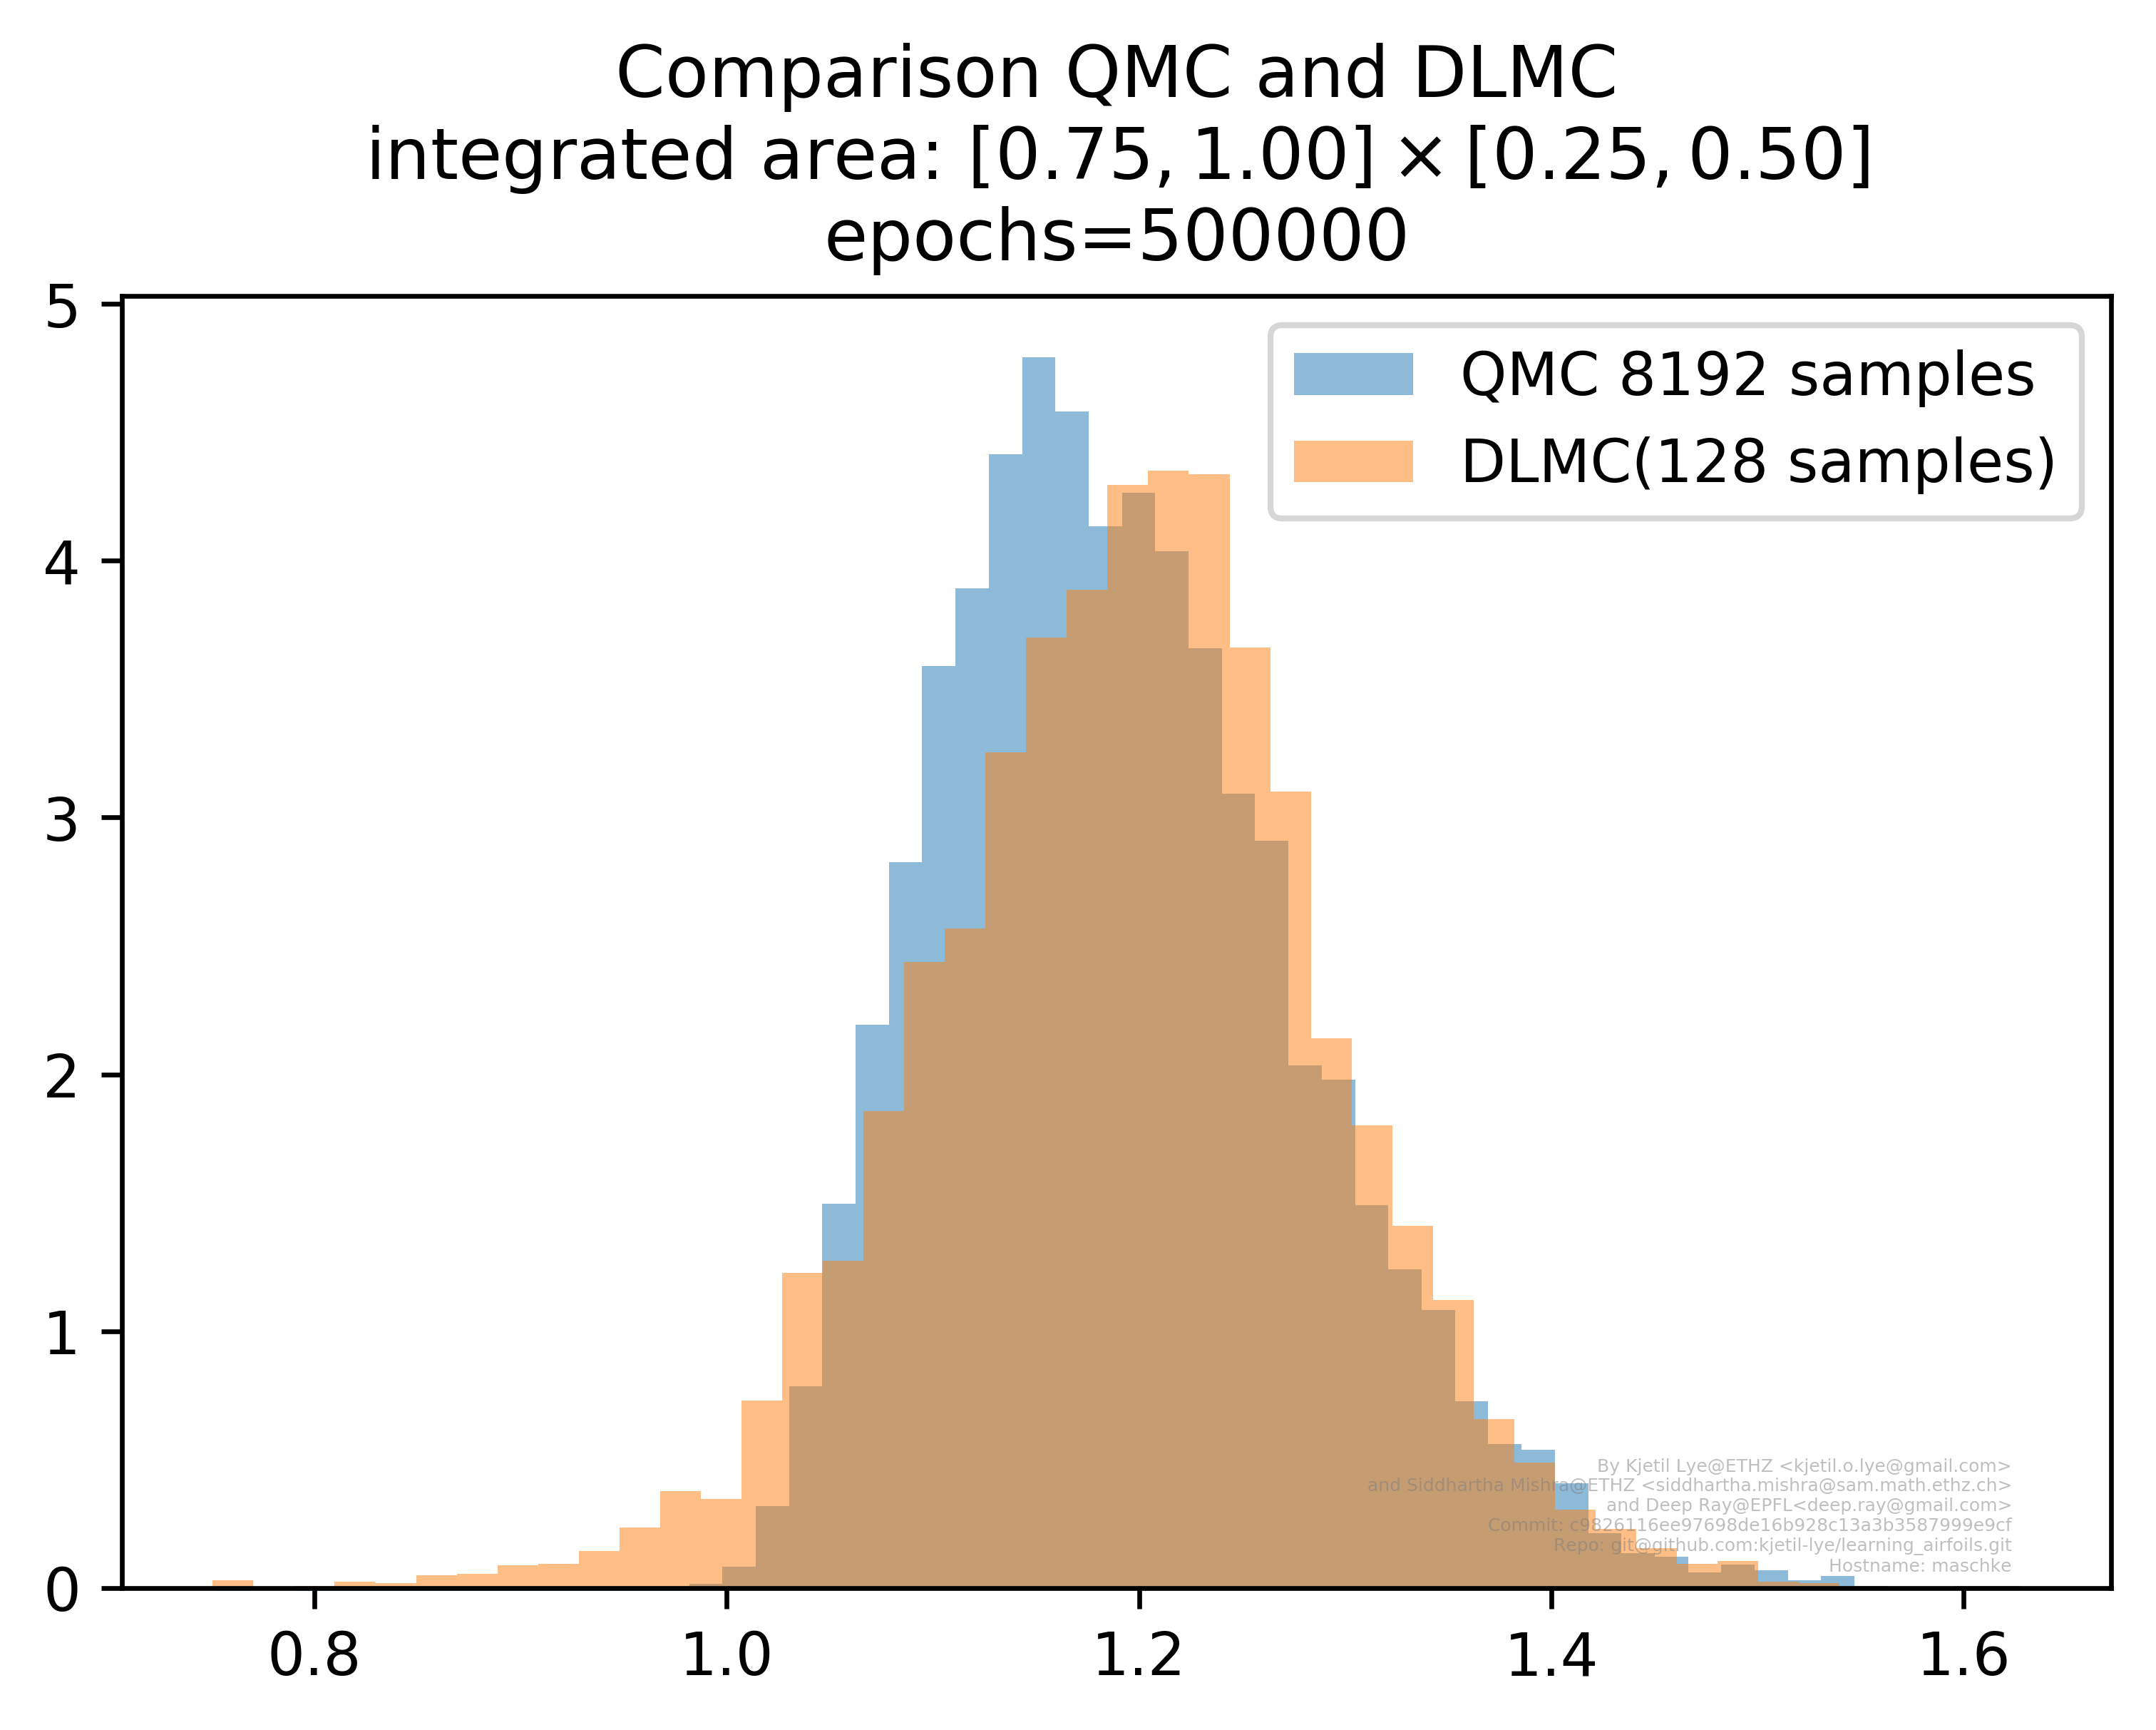 Comparison QMC and DLMC
integrated area: [0.75, 1.00] × [0.25, 0.50]
epochs=500000
5
4
3
2
1
0
QMC 8192 samples
DLMC(128 samples)
By Kjetil Lye@ETHZ <kjetil.o.lye@gmail.com>
and Siddhartha Mishra@ETHZ <siddhartha.mishra@sam.math.ethz.ch>
and Deep Ray@EPFL<deep.ray@gmail.com>
Commit: c9826116ee97698de16b928c13a3b3587999e9cf
Repo: git@github.com:kjetil-lye/learning_airfoils.git
Hostname: maschke
0.8 1.0 1.2 1.4 1.6